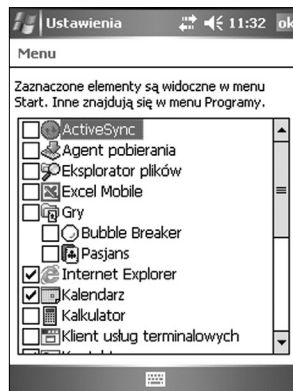 Ustawienia 11:32 ok
Menu
Zaznaczone elementy są widoczne w menu
Start. Inne znajdują się w menu Programy.
ActiveSync
Agent pobierania
Eksplorator plików
Excel Mobile
Gry
Bubble Breaker
Pasjans
Internet Explorer
Kalendarz
Kalkulator
Klient usług terminalowych